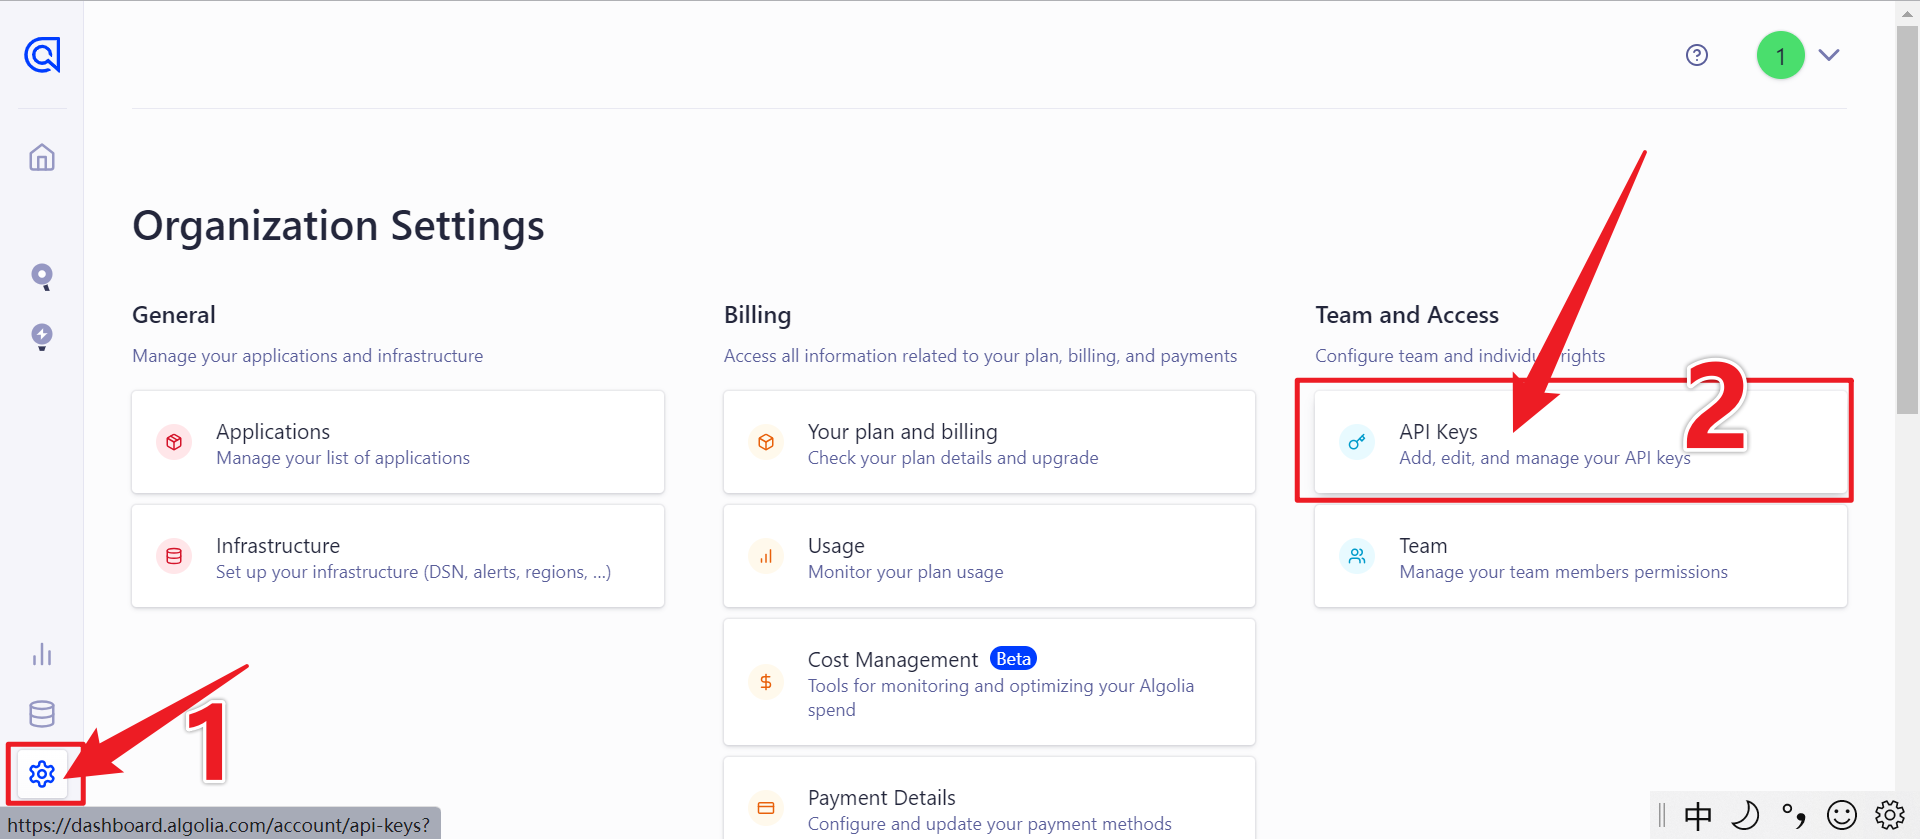 1
Organization Settings
General
Manage your applications and infrastructure
Applications
Manage your list of applications
Infrastructure
Set up your infrastructure (DSN, alerts, regions, ...)
Billing
Access all information related to your plan, billing, and payments
Your plan and billing
Check your plan details and upgrade
Usage
Monitor your plan usage
Cost Management Beta
Tools for monitoring and optimizing your Algolia
spend
Payment Details
Configure and update your payment methods
Team and Access
Configure team and individual rights
API Keys
Add, edit, and manage your API keys
2
Team
Manage your team members permissions
1
https://dashboard.algolia.com/account/api-keys?
中